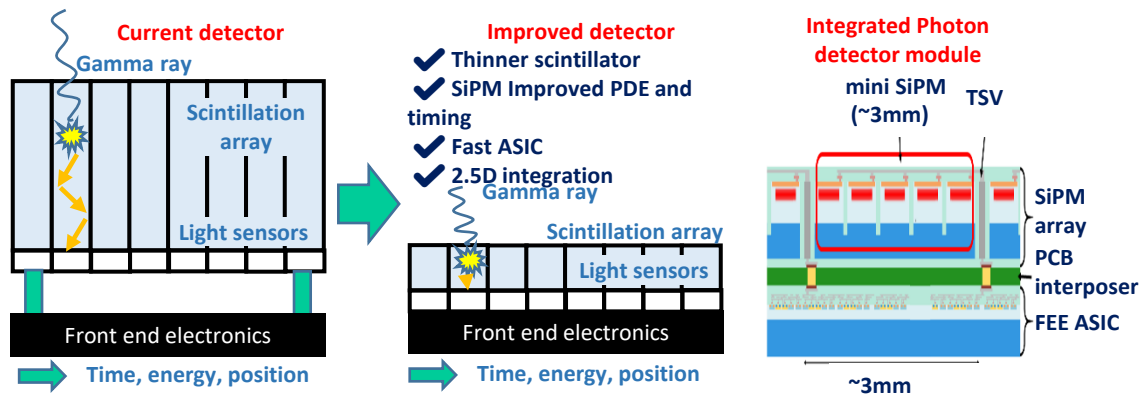 Current detector
Gamma ray
Scintillation
array
Light sensors
Front end electronics
Time, energy, position
Improved detector
Thinner scintillator
SiPM Improved PDE and
timing
Fast ASIC
2.5D integration
Gamma ray
Scintillation array
Light sensors
Front end electronics
Time, energy, position
Integrated Photon
detector module
mini SiPM
(~3mm)
TSV
SiPM
array
PCB
interposer
FEE ASIC
~3mm